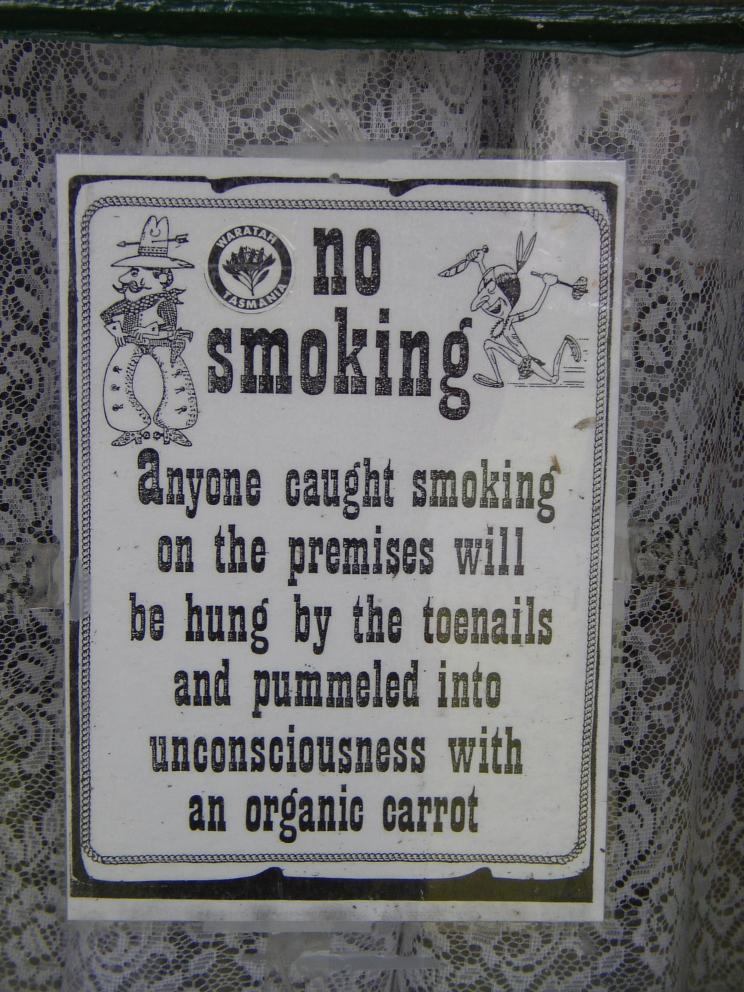 WARATAH
TASMANIA
no
smoking
Anyone caught smoking
on the premises will
be hung by the toenails
and pummeled into
unconsciousness with
an organic carrot